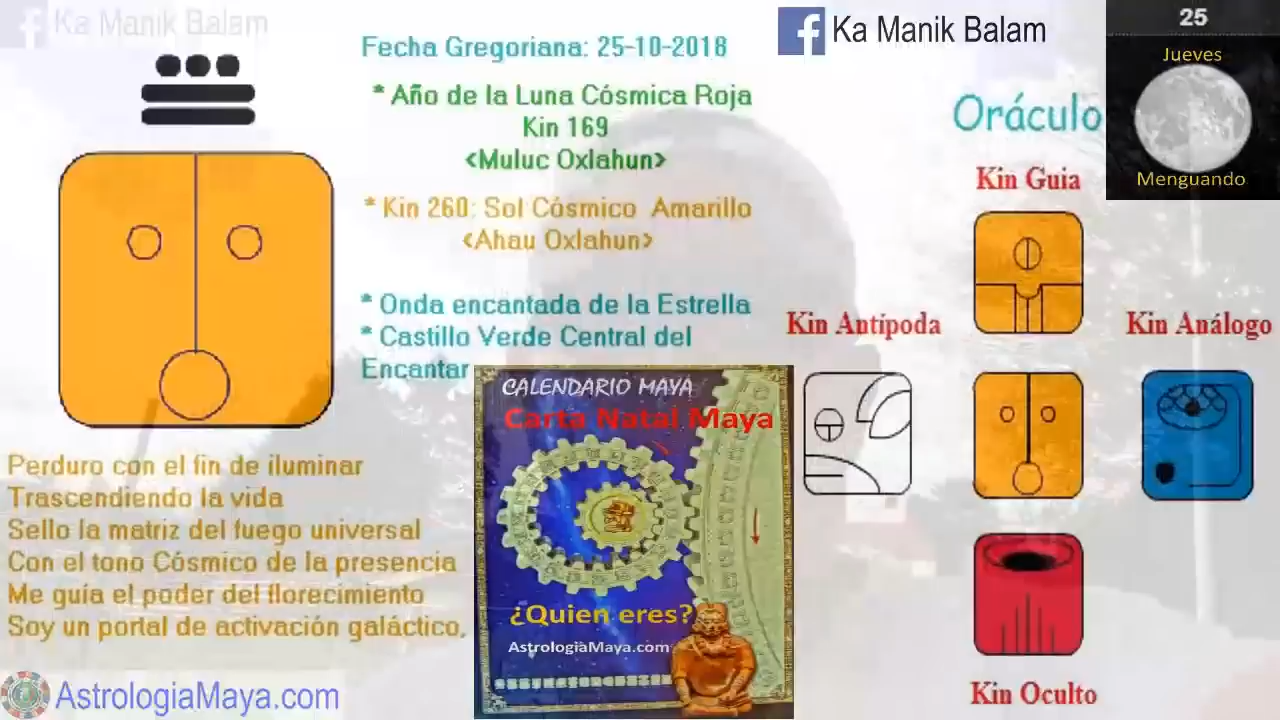 Ka Manik Balam
Fecha Gregoriana: 25-10-2018
* Año de la Luna Cósmica Roja
Kin 169
<Muluc Oxlahun>
* Kin 260: Sol Cósmico Amarillo
<Ahau Oxlahun>
* Onda encantada de la Estrella
* Castillo Verde Central del
Encantar
Ka Manik Balam
25
Jueves
Menguando
Oráculo
Kin Guia
Kin Antípoda
Kin Análogo
Kin Oculto
CALENDARIO MAYA
Carta Natal Maya
¿Quien eres?
AstrologiaMaya.com
Perduro con el fin de iluminar
Trascendiendo la vida
Sello la matriz del fuego universal
Con el tono Cósmico de la presencia
Me guía el poder del florecimiento
Soy un portal de activación galáctico,
AstrologiaMaya.com